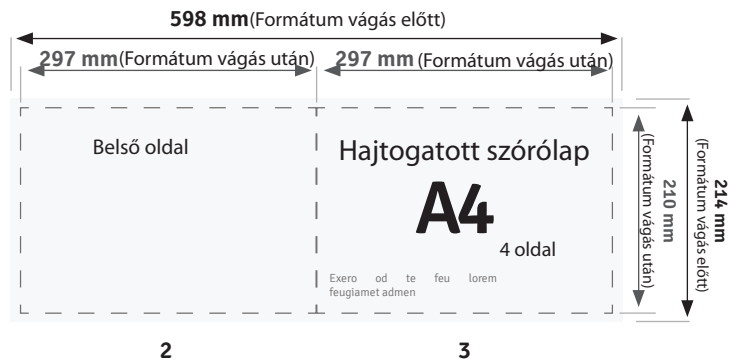 598 mm(Formátum vágás előtt)
297 mm(Formátum vágás után)
297 mm (Formátum vágás után)
Belső oldal
Hajtogatott szórólap
A4
4 oldal
Exero od te feu lorem
feugiamet admen
210 mm
(Formátum vágás után)
214 mm
(Formátum vágás előtt)
2
3